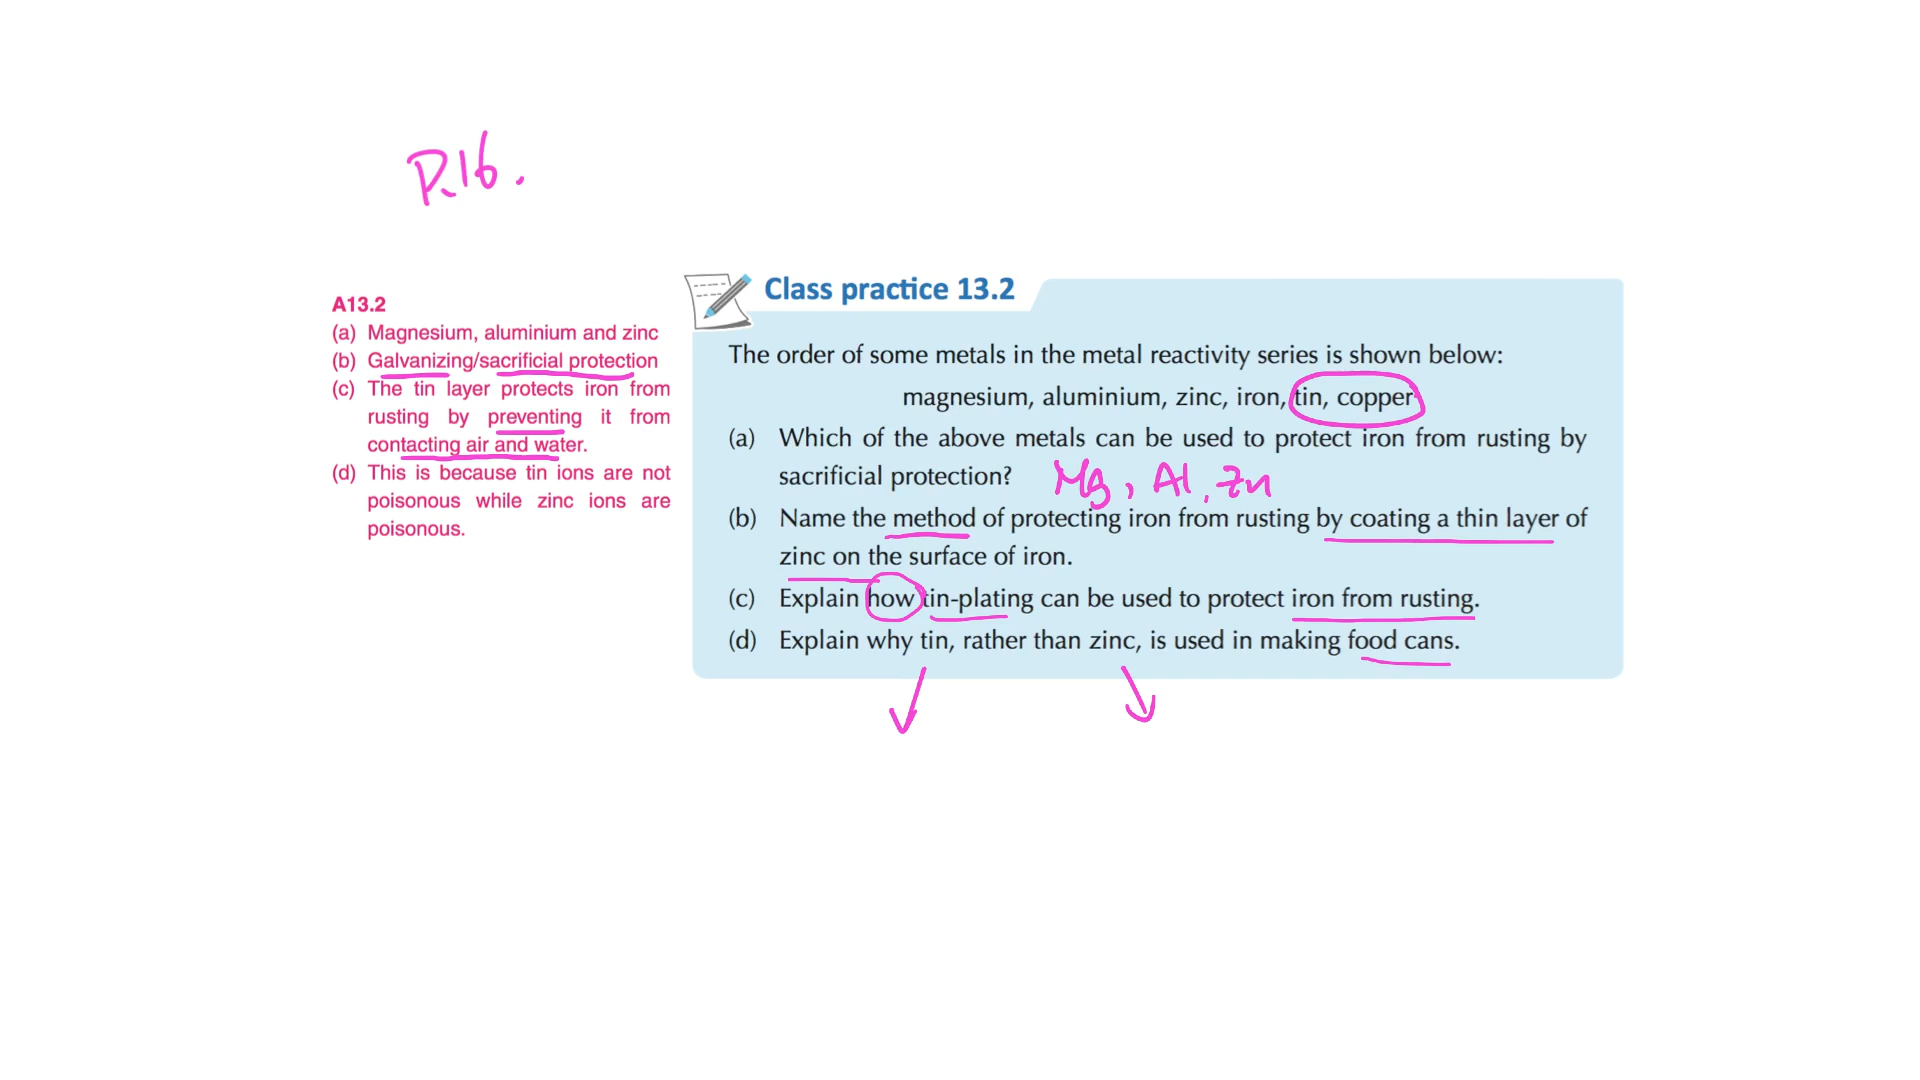 P.16.
A13.2
(a) Magnesium, aluminium and zinc
(b) Galvanizing/sacrificial protection
(c) The tin layer protects iron from
rusting by preventing it from
contacting air and water.
(d) This is because tin ions are not
poisonous while zinc ions are
poisonous.
Class practice 13.2
The order of some metals in the metal reactivity series is shown below:
magnesium, aluminium, zinc, iron, tin, copper
(a) Which of the above metals can be used to protect iron from rusting by
sacrificial protection? Mg, Al, Zn
(b) Name the method of protecting iron from rusting by coating a thin layer of
zinc on the surface of iron.
(c) Explain how tin-plating can be used to protect iron from rusting.
(d) Explain why tin, rather than zinc, is used in making food cans.